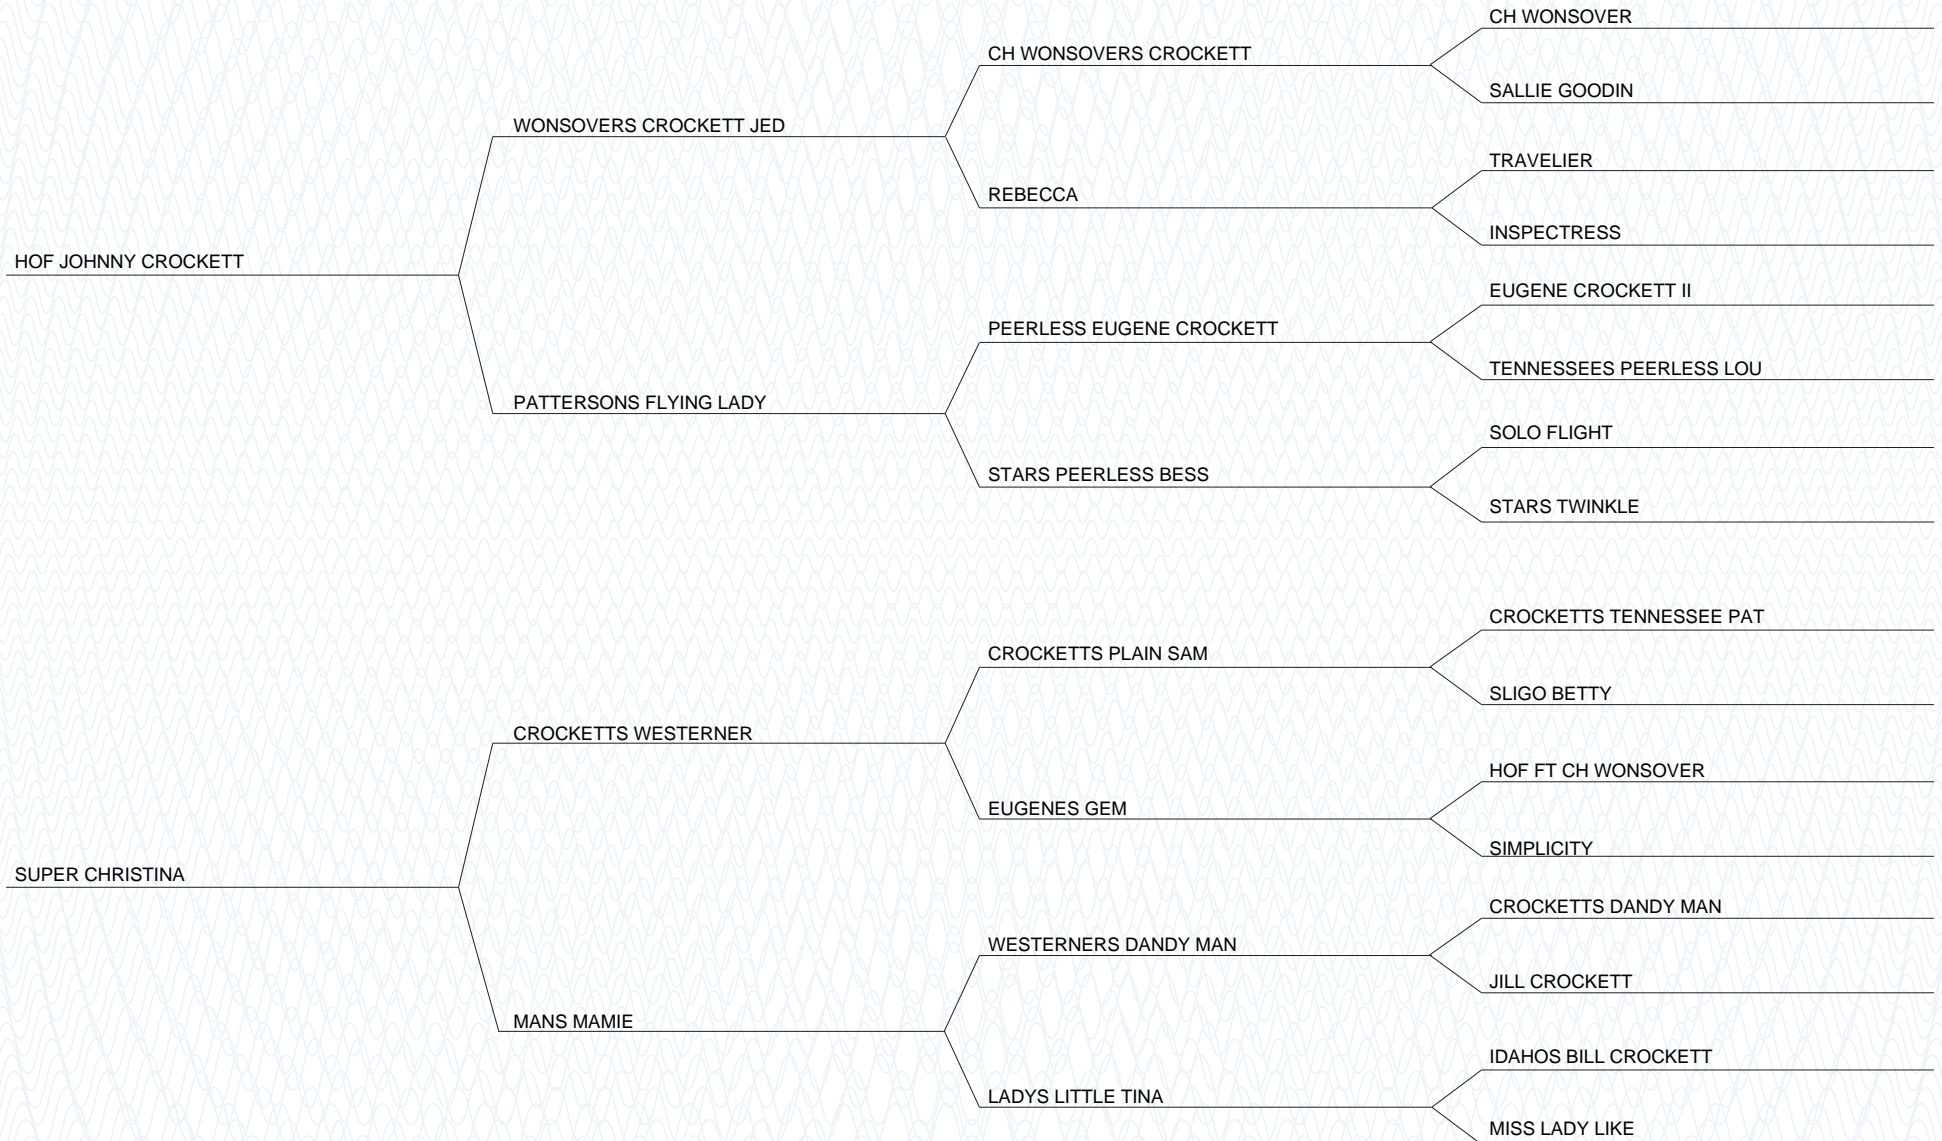 CH WONSOVER
CH WONSOVERS CROCKETT
SALLIE GOODIN
WONSOVERS CROCKETT JED
TRAVELIER
REBECCA
INSPECTRESS
HOF JOHNNY CROCKETT
EUGENE CROCKETT II
PEERLESS EUGENE CROCKETT
TENNESSEES PEERLESS LOU
PATTERSONS FLYING LADY
SOLO FLIGHT
STARS PEERLESS BESS
STARS TWINKLE
CROCKETTS TENNESSEE PAT
CROCKETTS PLAIN SAM
SLIGO BETTY
CROCKETTS WESTERNER
HOF FT CH WONSOVER
EUGENES GEM
SIMPLICITY
SUPER CHRISTINA
CROCKETTS DANDY MAN
WESTERNERS DANDY MAN
JILL CROCKETT
MANS MAMIE
IDAHOS BILL CROCKETT
LADYS LITTLE TINA
MISS LADY LIKE